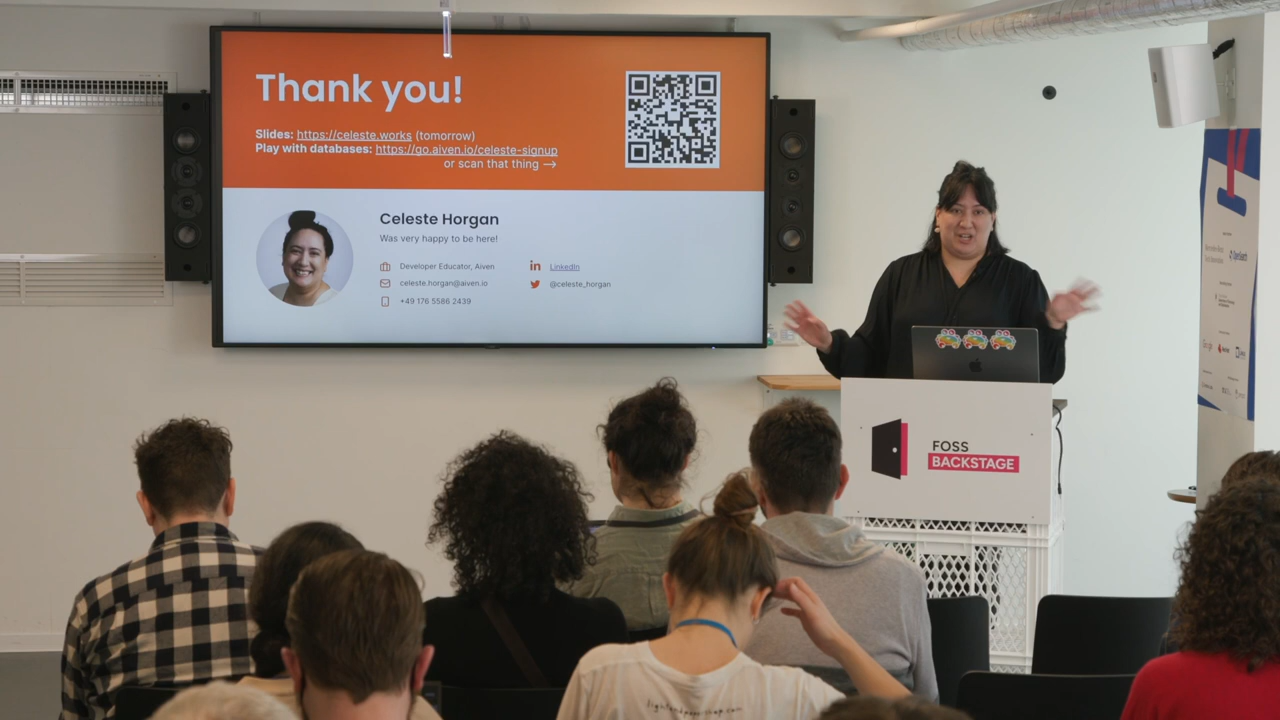 Thank you!
Slides: https://celeste.works (tomorrow)
Play with databases: https://go.aiven.io/celeste-signup
or scan that thing →
Celeste Horgan
Was very happy to be here!
Developer Educator, Aiven
LinkedIn
celeste.horgan@aiven.io
@celeste_horgan
+49 176 5586 2439
FOSS
BACKSTAGE
OpenSearch
Google